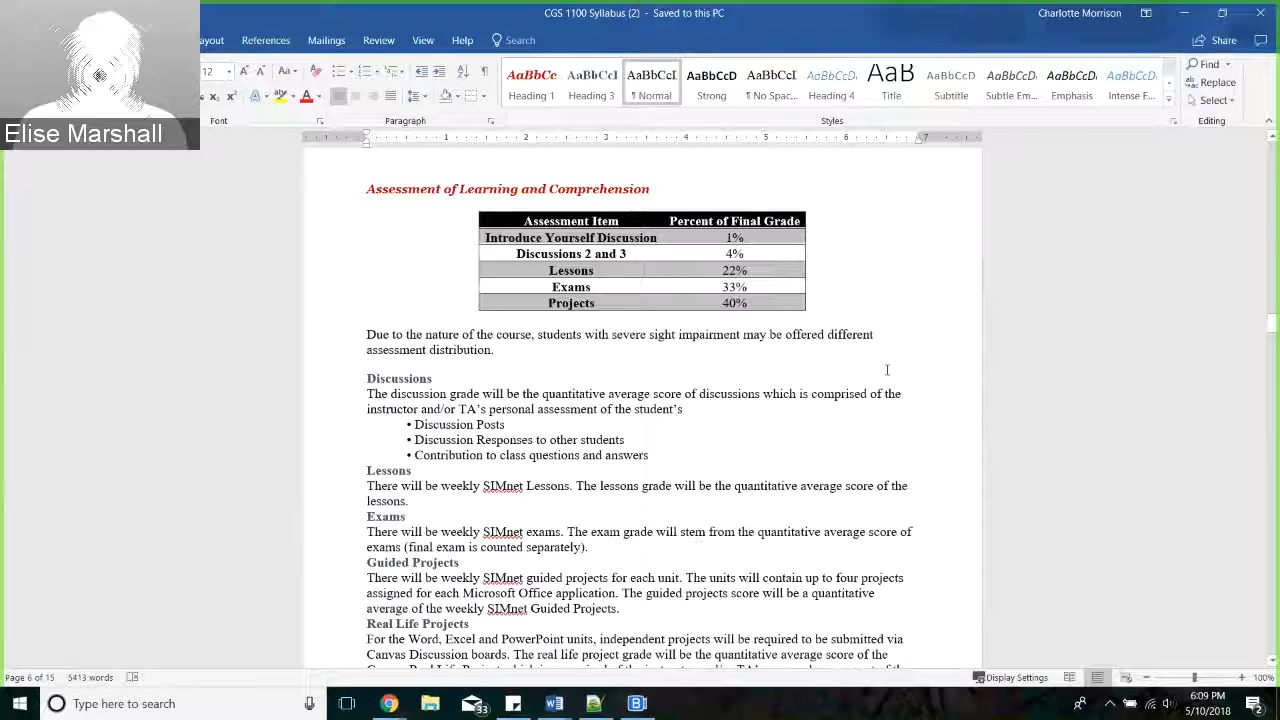 CGS 1100 Syllabus (2) - Saved to this PC
Charlotte Morrison
ayout References Mailings Review View Help Search
Share
12
Aa
AaBbCc AaBbCcI AaBbCcI AaBbCcD AaBbCcI AaBbCcD. AaB AaBbCcD AaBbCcD. AaBbCcD. AaBbCcD.
Heading 1 Heading 3 ¶ Normal Strong ¶ No Spac... Heading 4 Title Subtitle Subtle Em... Emphasis Intense E...
Find
Replace
Select
Font Paragraph Styles Editing
Elise Marshall
1 2 3 4 5 6 7
Assessment of Learning and Comprehension
Assessment Item Percent of Final Grade
Introduce Yourself Discussion 1%
Discussions 2 and 3 4%
Lessons 22%
Exams 33%
Projects 40%
Due to the nature of the course, students with severe sight impairment may be offered different
assessment distribution.
Discussions
The discussion grade will be the quantitative average score of discussions which is comprised of the
instructor and/or TA's personal assessment of the student's
• Discussion Posts
• Discussion Responses to other students
• Contribution to class questions and answers
Lessons
There will be weekly SIMnet Lessons. The lessons grade will be the quantitative average score of the
lessons.
Exams
There will be weekly SIMnet exams. The exam grade will stem from the quantitative average score of
exams (final exam is counted separately).
Guided Projects
There will be weekly SIMnet guided projects for each unit. The units will contain up to four projects
assigned for each Microsoft Office application. The guided projects score will be a quantitative
average of the weekly SIMnet Guided Projects.
Real Life Projects
For the Word, Excel and PowerPoint units, independent projects will be required to be submitted via
Canvas Discussion boards. The real life project grade will be the quantitative average score of the
Page 6 of 15 5413 words
Display Settings
100%
Type here to search
33
6:09 PM
5/10/2018
2